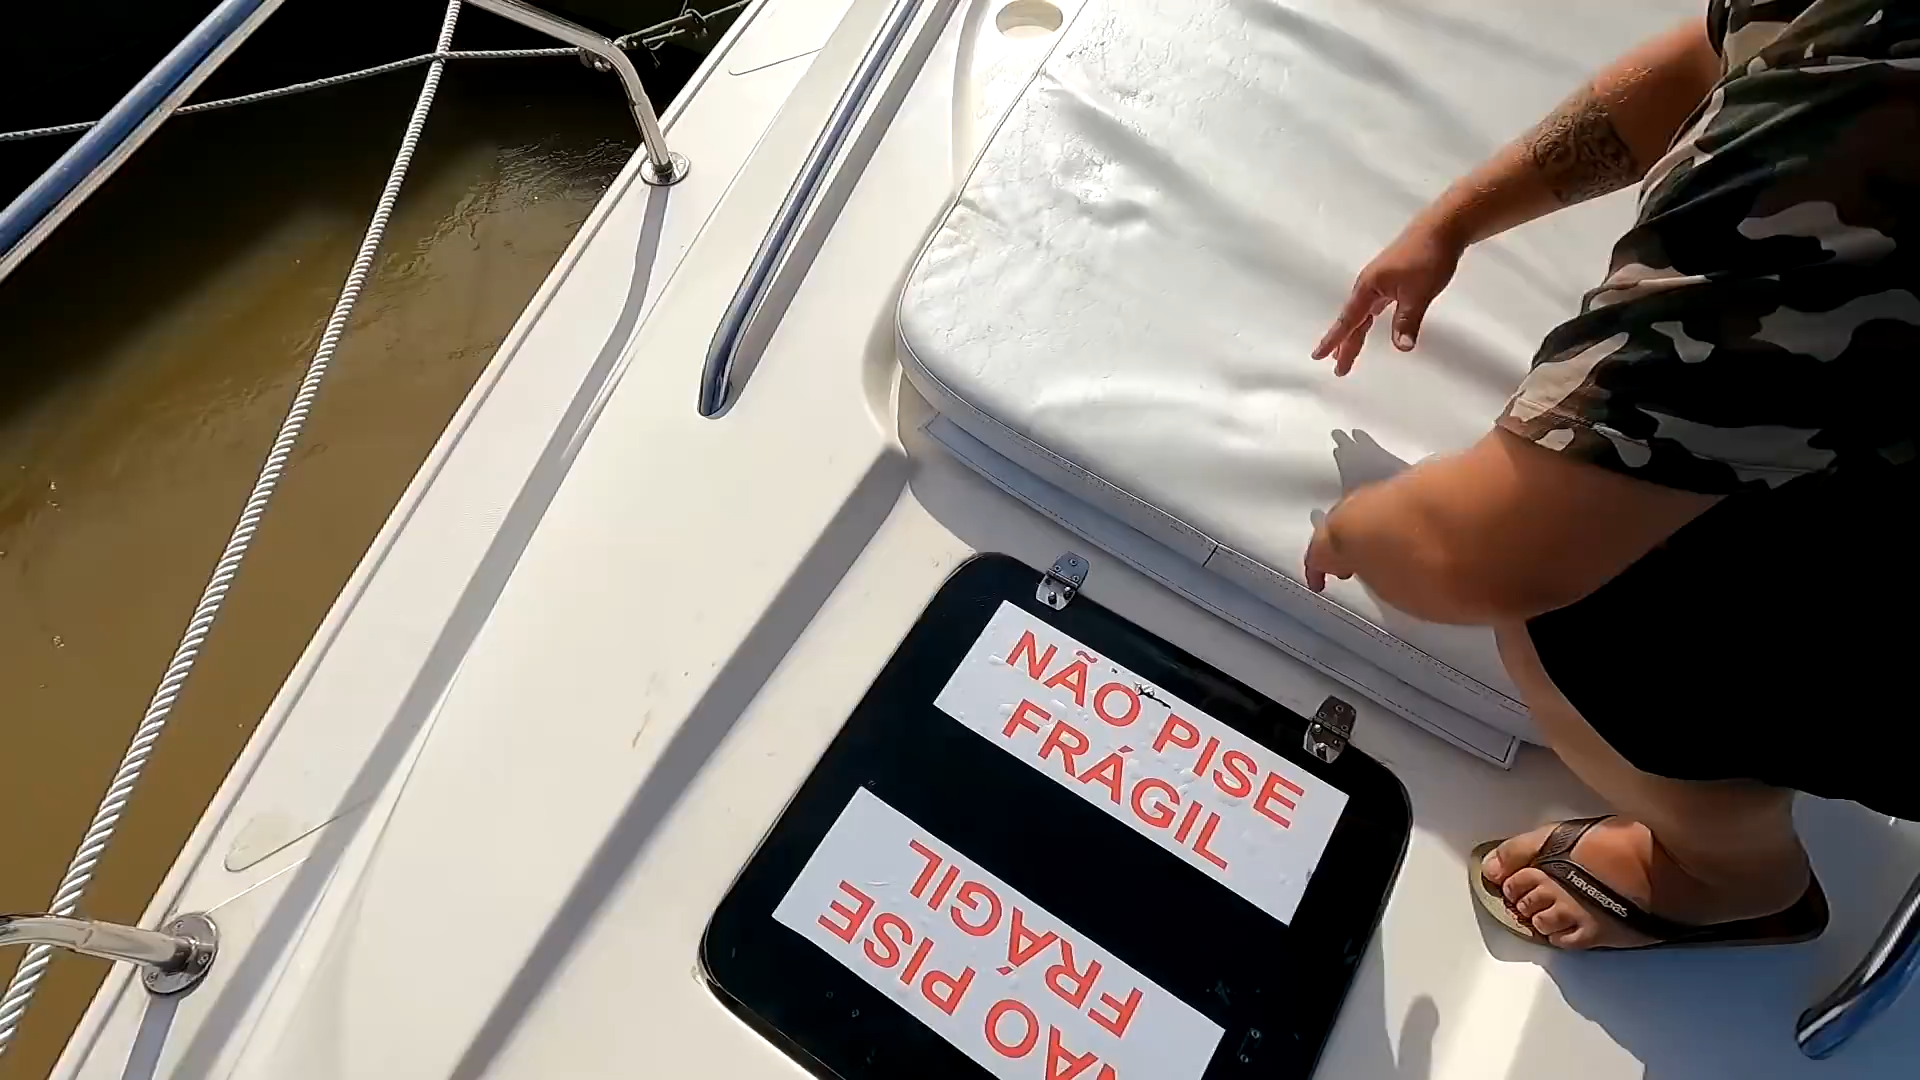 NÃO PISE
FRÁGIL
NÃO PISE
FRÁGIL
havaianas